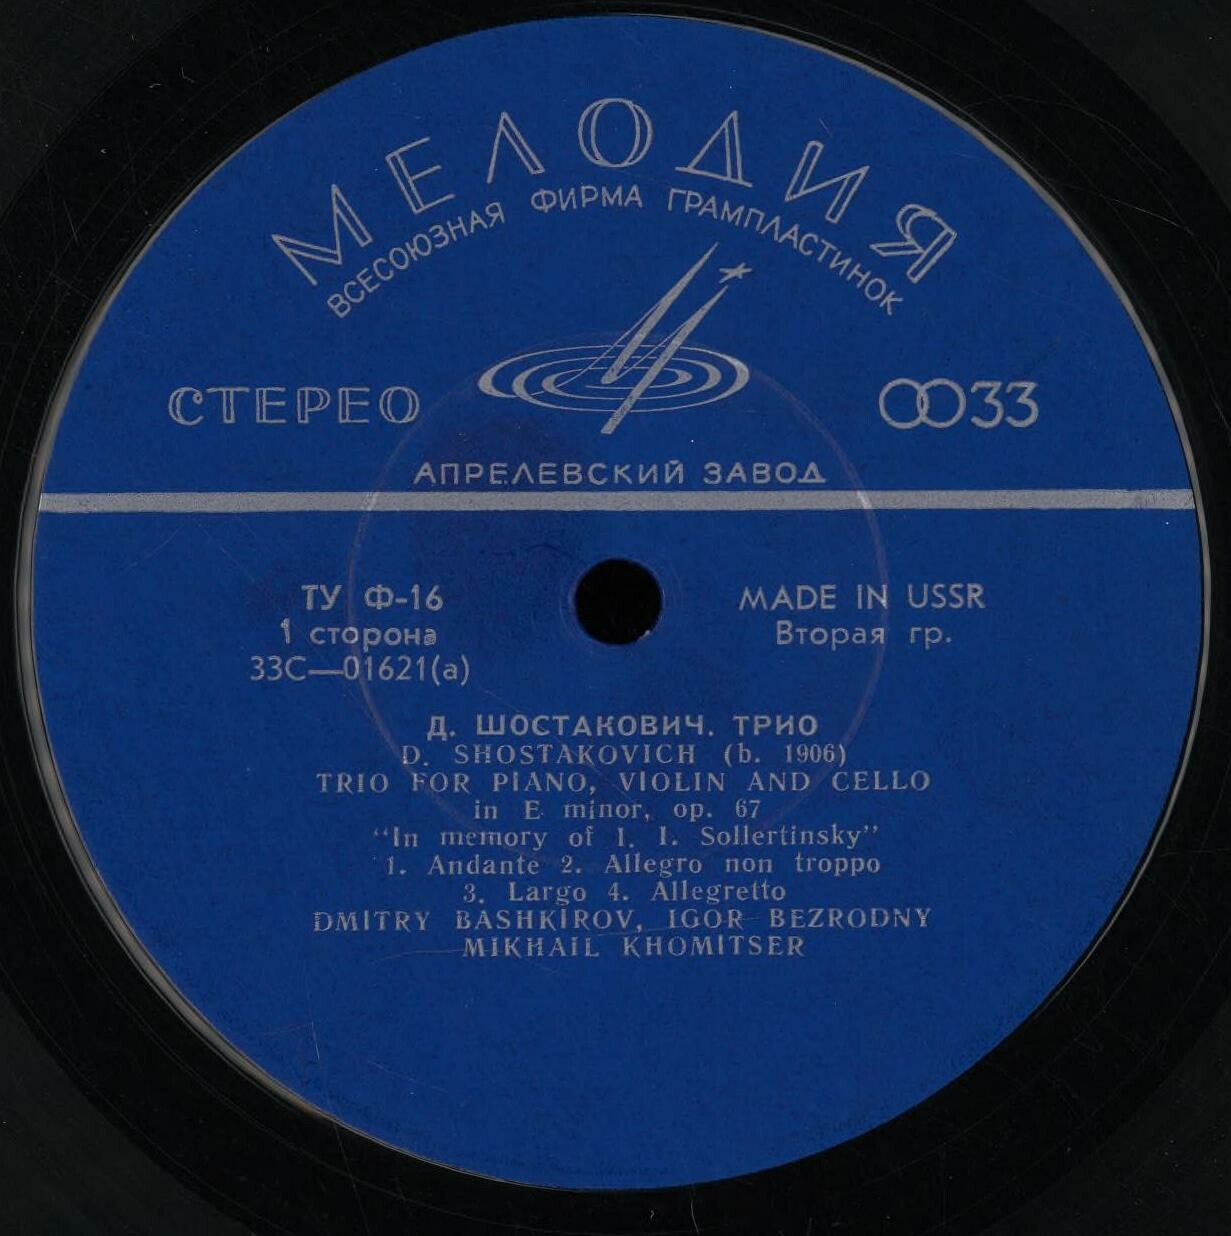 МЕЛОДИЯ
ВСЕСОЮЗНАЯ ФИРМА ГРАМПЛАСТИНОК
СТЕРЕО
33
АПРЕЛЕВСКИЙ ЗАВОД
ТУ Ф-16
1 сторона
33С—01621(а)
MADE IN USSR
Вторая гр.
Д. ШОСТАКОВИЧ. ТРИО
D. SHOSTAKOVICH (b. 1906)
TRIO FOR PIANO, VIOLIN AND CELLO
in E minor, op. 67
“In memory of I. I. Sollertinsky”
1. Andante 2. Allegro non troppo
3. Largo 4. Allegretto
DMITRY BASHKIROV, IGOR BEZRODNY
MIKHAIL KHOMITSER